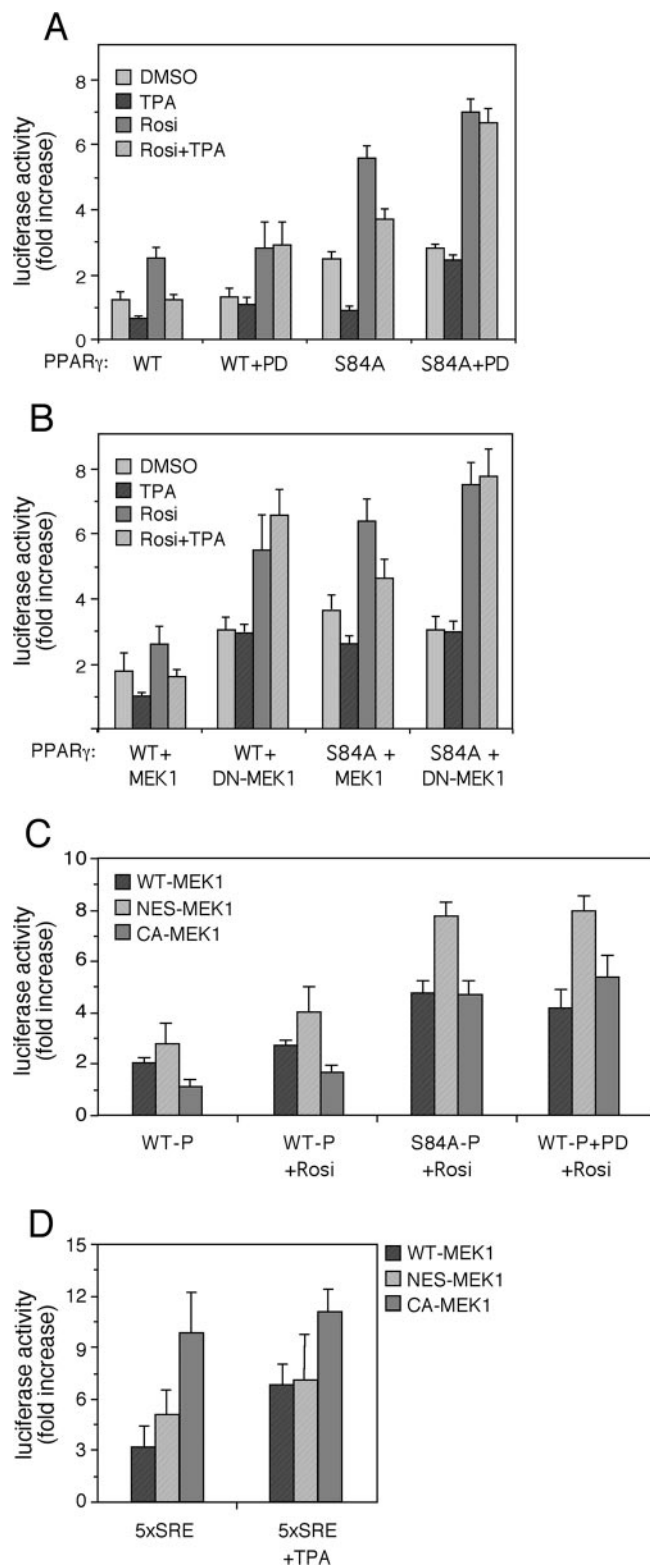 A
luciferase activity
(fold increase)
8
6
4
2
0
DMSO
TPA
Rosi
Rosi+TPA
PPARγ: WT WT+PD S84A S84A+PD
B
luciferase activity
(fold increase)
8
6
4
2
DMSO
TPA
Rosi
Rosi+TPA
PPARγ: WT+ WT+ S84A + S84A +
MEK1 DN-MEK1 MEK1 DN-MEK1
C
luciferase activity
(fold increase)
10
8
6
4
2
0
WT-MEK1
NES-MEK1
CA-MEK1
WT-P WT-P S84A-P WT-P+PD
+Rosi +Rosi +Rosi
D
luciferase activity
(fold increase)
15
12
9
6
3
0
WT-MEK1
NES-MEK1
CA-MEK1
5xSRE 5xSRE
+TPA